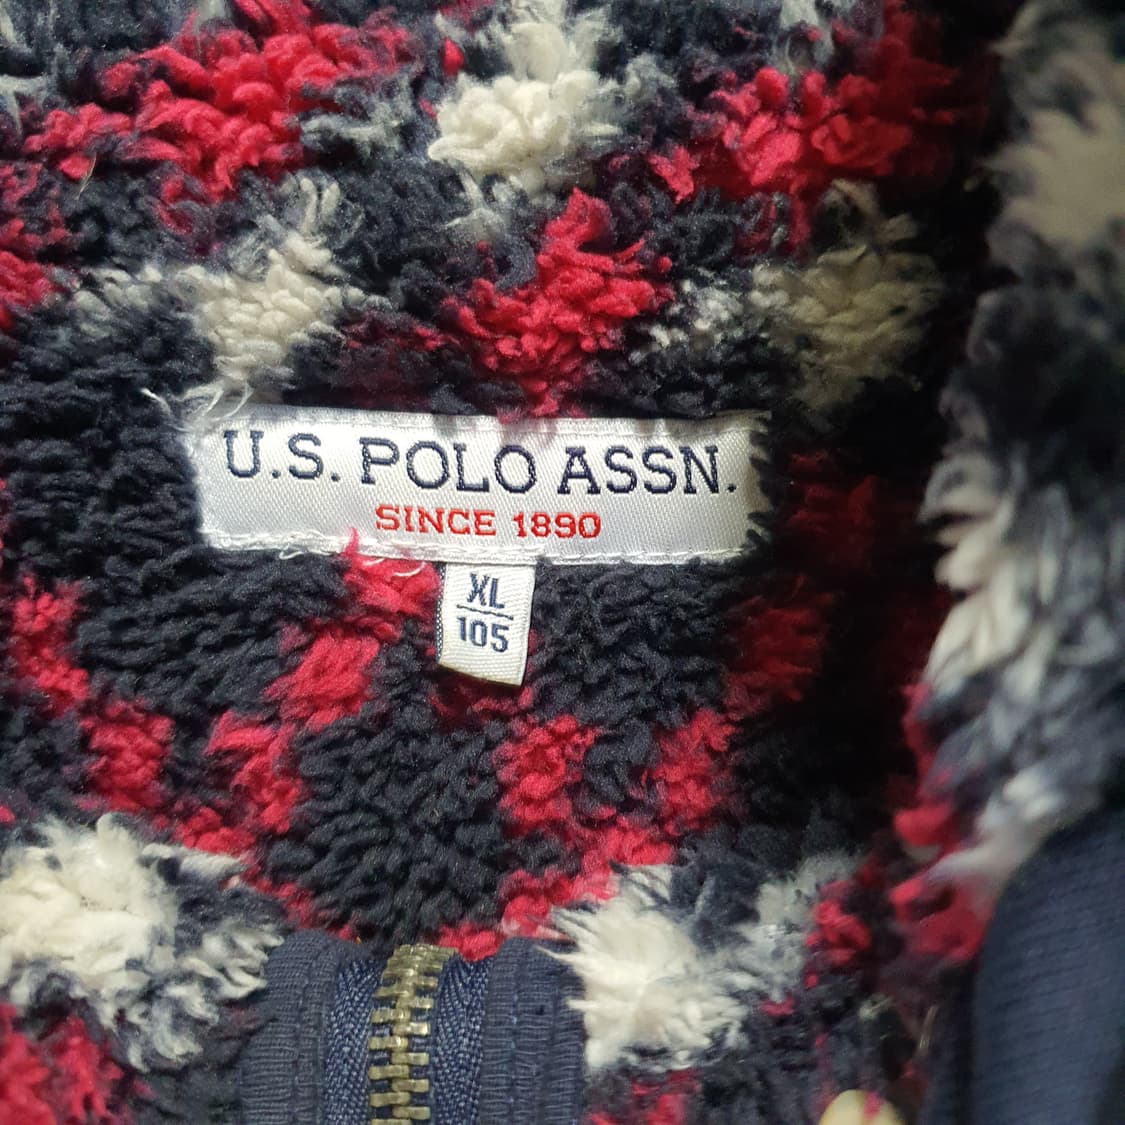 U.S. POLO ASSN.
SINCE 1890
XL
105